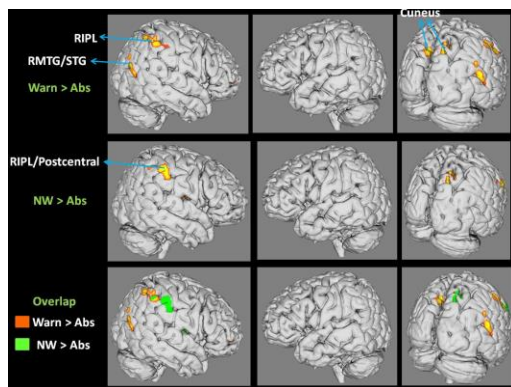 Cuneus
RIPL
RMTG/STG
Warn > Abs
RIPL/Postcentral
NW > Abs
Overlap
Warn > Abs
NW > Abs